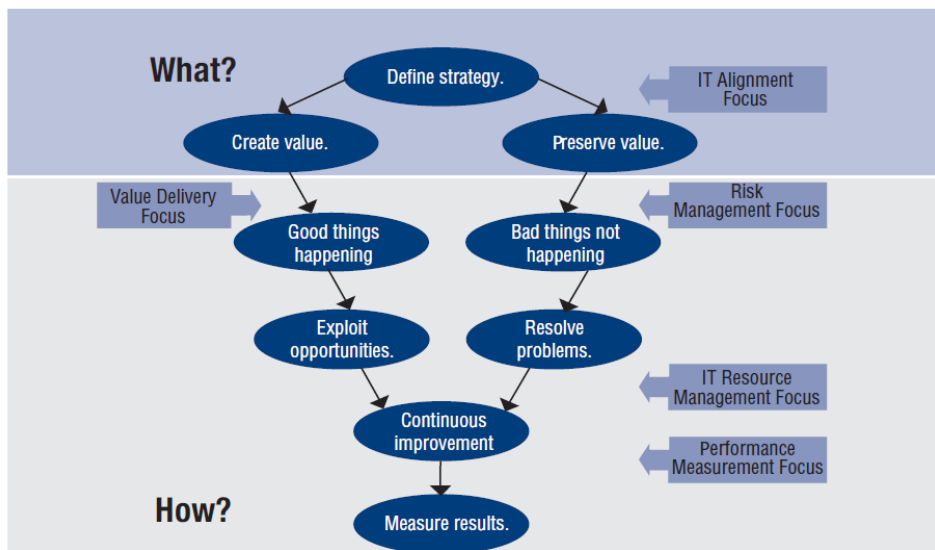 What?
Define strategy.
IT Alignment
Focus
Create value.
Preserve value.
Value Delivery
Focus
Risk
Management Focus
Good things
happening
Bad things not
happening
Exploit
opportunities.
Resolve
problems.
IT Resource
Management Focus
Continuous
improvement
Performance
Measurement Focus
How?
Measure results.